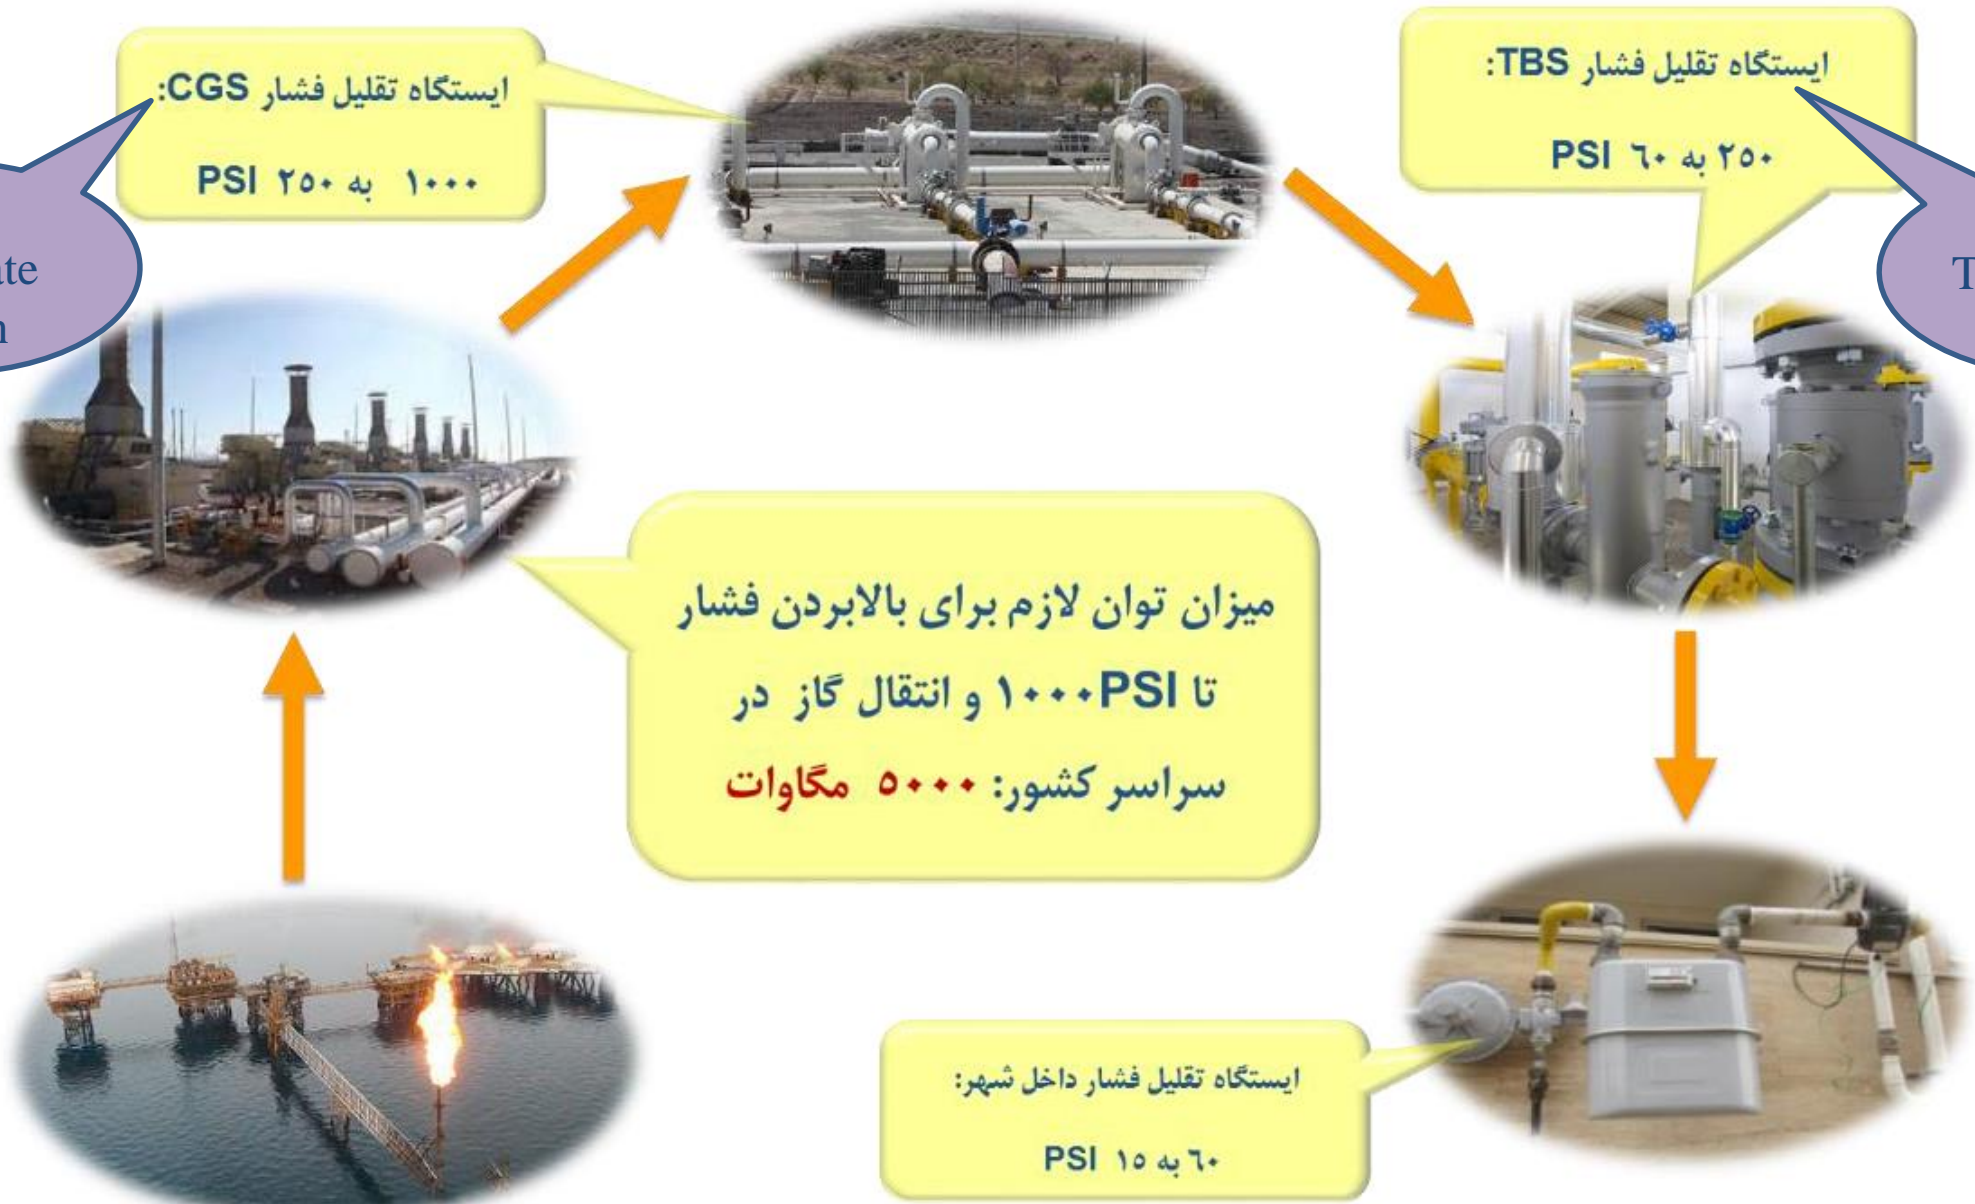 ایستگاه تقلیل فشار CGS:
۱۰۰۰ به ۲۵۰ PSI
ایستگاه تقلیل فشار TBS:
۲۵۰ به ۶۰ PSI
میزان توان لازم برای بالابردن فشار
تا ۱۰۰۰PSI و انتقال گاز در
سراسر کشور: ۵۰۰۰ مگاوات
ایستگاه تقلیل فشار داخل شهر:
۶۰ به ۱۵ PSI